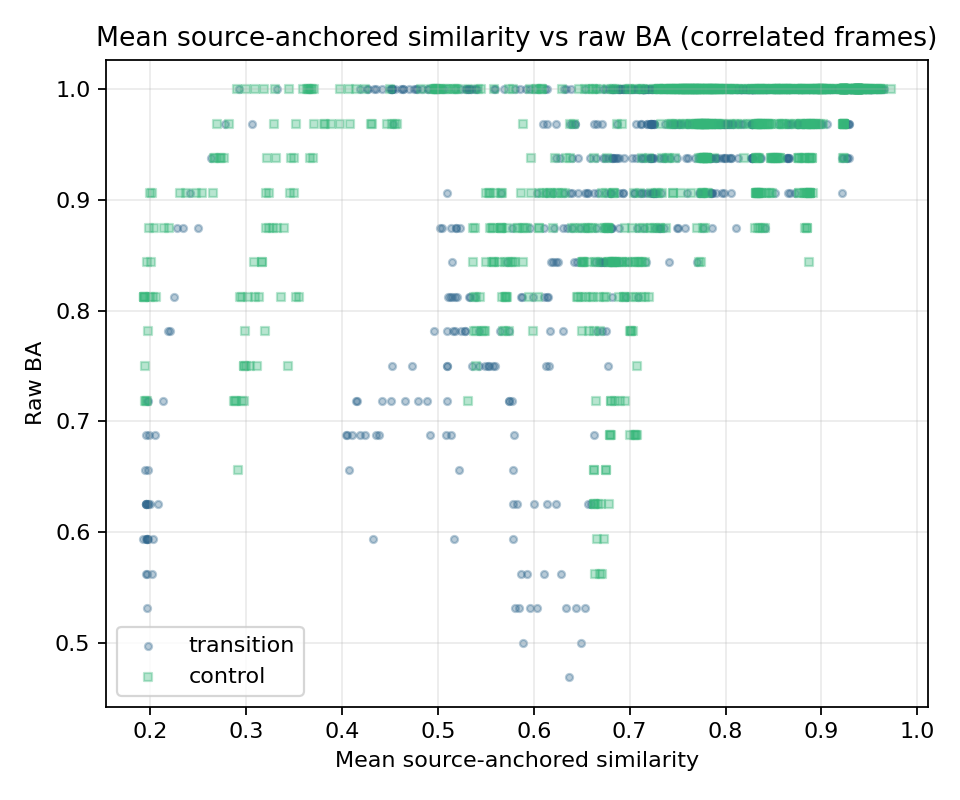 Mean source-anchored similarity vs raw BA (correlated frames)
1.0
0.9
0.8
0.7
0.6
0.5
Raw BA
transition
control
0.2 0.3 0.4 0.5 0.6 0.7 0.8 0.9 1.0
Mean source-anchored similarity